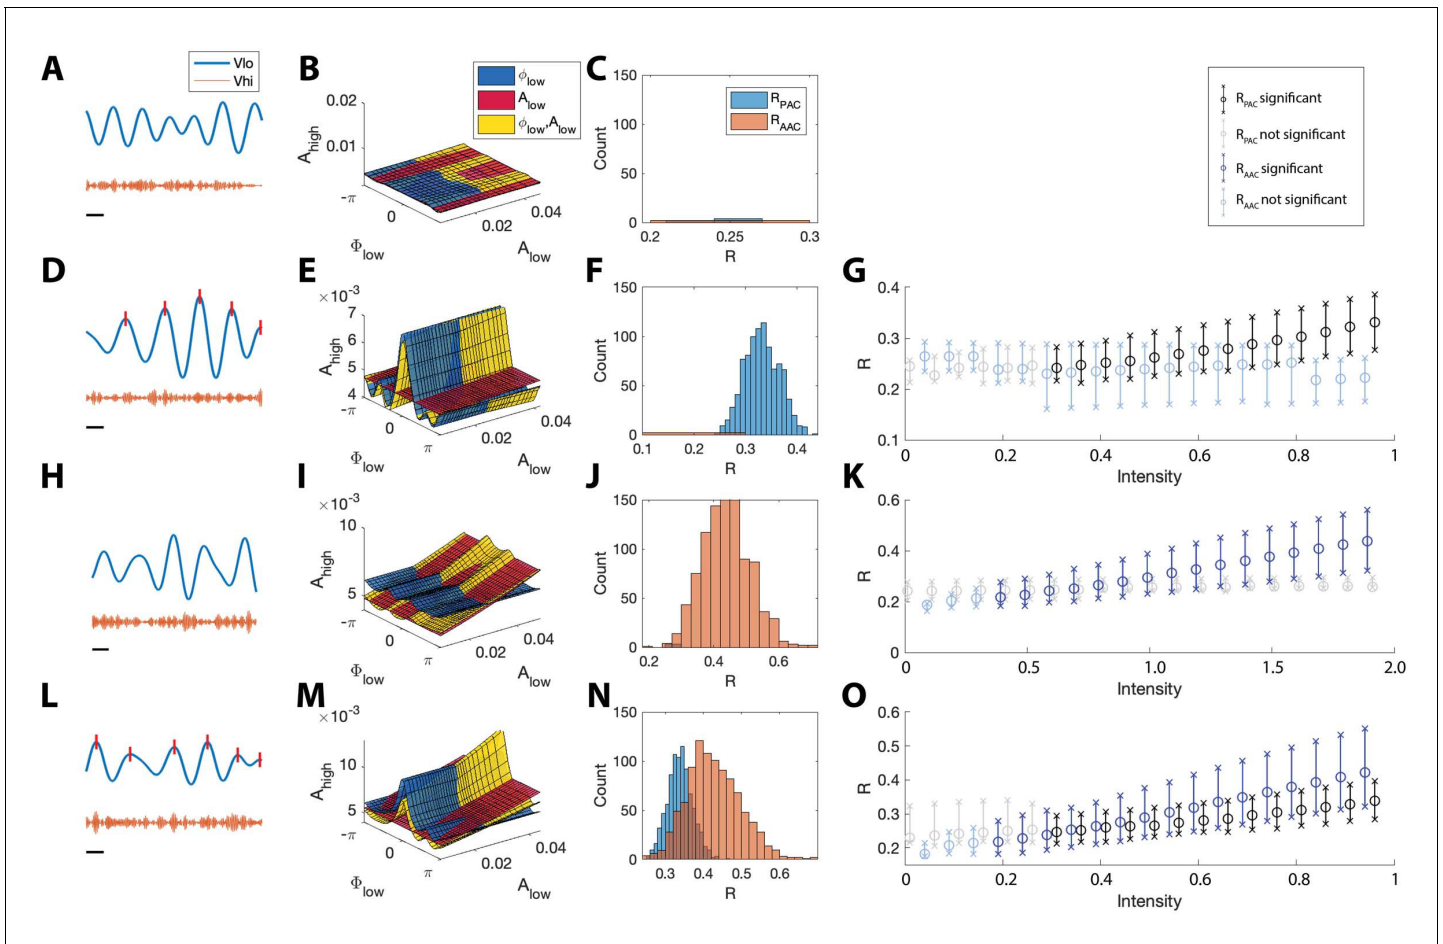 A
Vlo
Vhi
B
ϕlow
Alow
ϕlow,Alow
0.02
0.01
Ahigh
-π
0
0.02
0.04
Φlow
Alow
C
150
100
50
0
Count
RPAC
RAAC
0.2
0.25
0.3
R
RPAC significant
RPAC not significant
RAAC significant
RAAC not significant
D
E
×10-3
7
6
5
4
Ahigh
-π
0
π
0.02
0.04
Φlow
Alow
F
150
100
50
0
Count
0.1
0.2
0.3
0.4
R
G
0.4
0.3
0.2
0.1
R
0
0.2
0.4
0.6
0.8
1
Intensity
H
I
×10-3
10
5
Ahigh
-π
0
π
0.02
0.04
Φlow
Alow
J
150
100
50
0
Count
0.2
0.4
0.6
R
K
0.6
0.4
0.2
0
R
0
0.5
1.0
1.5
2.0
Intensity
L
M
×10-3
10
5
Ahigh
-π
0
π
0.02
0.04
Φlow
Alow
N
150
100
50
0
Count
0.3
0.4
0.5
0.6
R
O
0.6
0.5
0.4
0.3
0.2
R
0
0.2
0.4
0.6
0.8
1
Intensity